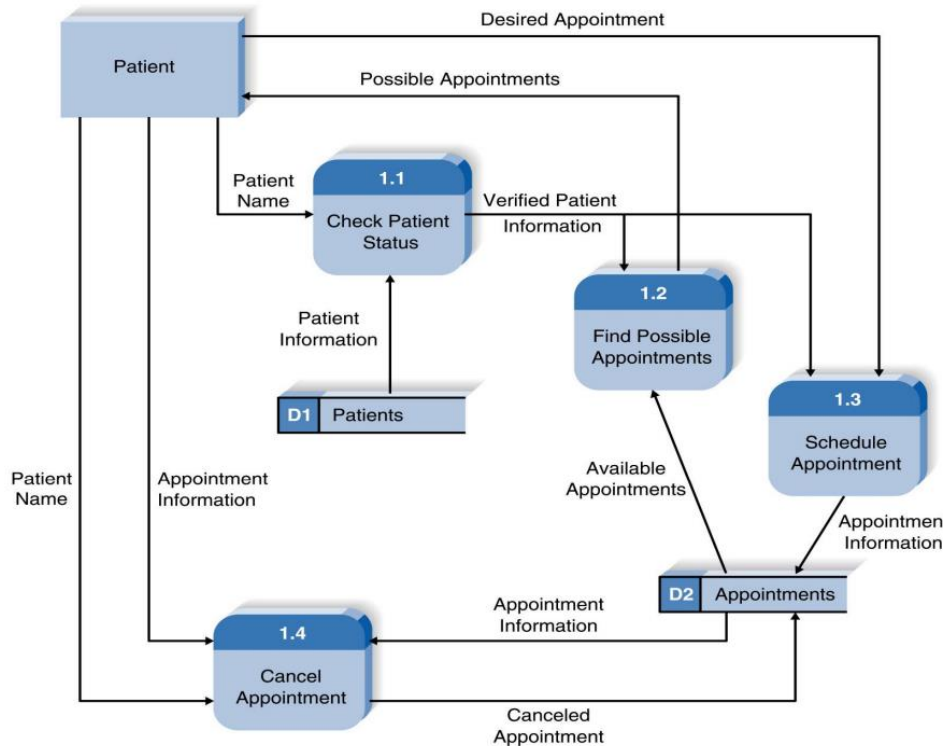 Desired Appointment
Patient
Possible Appointments
Patient
Name
1.1
Check Patient
Status
Verified Patient
Information
1.2
Find Possible
Appointments
Patient
Information
D1 Patients
1.3
Schedule
Appointment
Patient
Name
Appointment
Information
Available
Appointments
Appointmen
Information
D2 Appointments
Appointment
Information
1.4
Cancel
Appointment
Canceled
Appointment